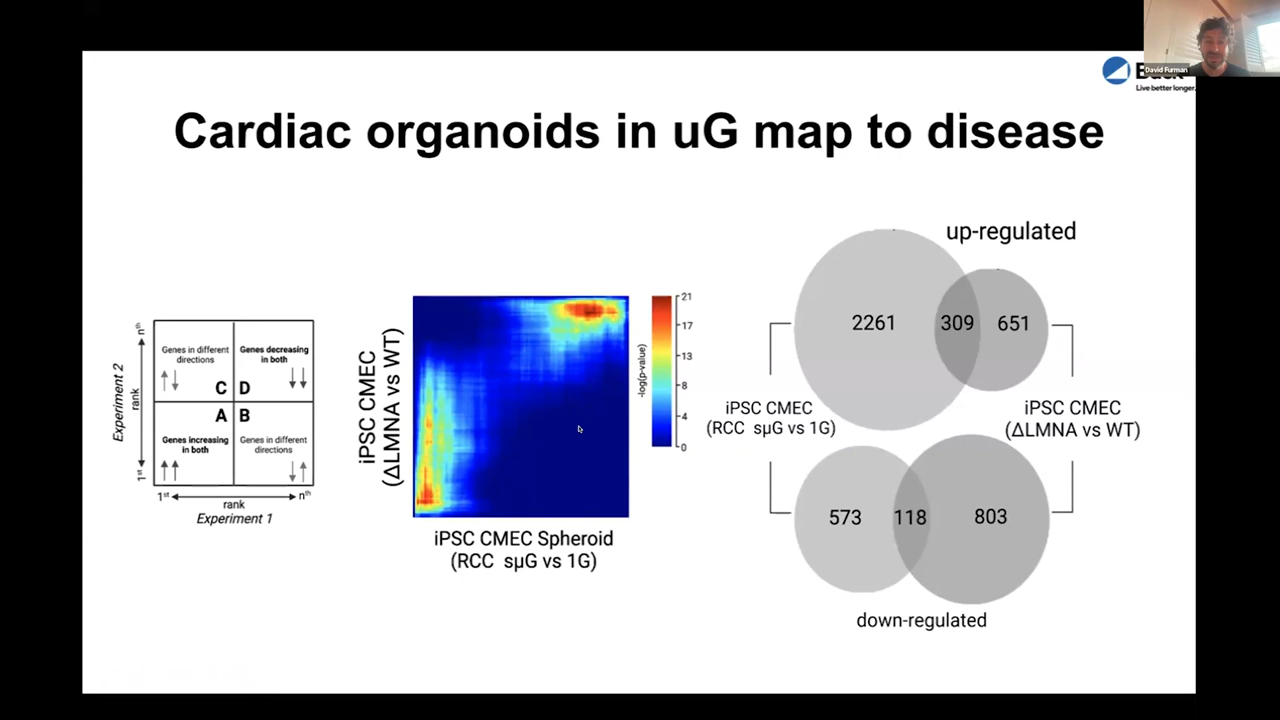 David Furman
Live better longer.
Cardiac organoids in uG map to disease
Experiment 2
rank
1st
nth
Genes in different
directions
C
Genes decreasing
in both
D
A
Genes increasing
in both
B
Genes in different
directions
1st
rank
nth
Experiment 1
iPSC CMEC
(ΔLMNA vs WT)
iPSC CMEC Spheroid
(RCC sμG vs 1G)
21
17
13
8
4
0
-log(p-value)
up-regulated
2261
309
651
iPSC CMEC
(RCC sμG vs 1G)
iPSC CMEC
(ΔLMNA vs WT)
573
118
803
down-regulated